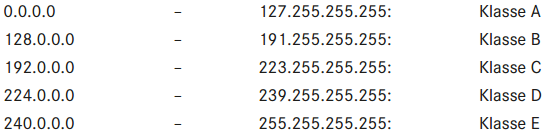 0.0.0.0 – 127.255.255.255: Klasse A
128.0.0.0 – 191.255.255.255: Klasse B
192.0.0.0 – 223.255.255.255: Klasse C
224.0.0.0 – 239.255.255.255: Klasse D
240.0.0.0 – 255.255.255.255: Klasse E